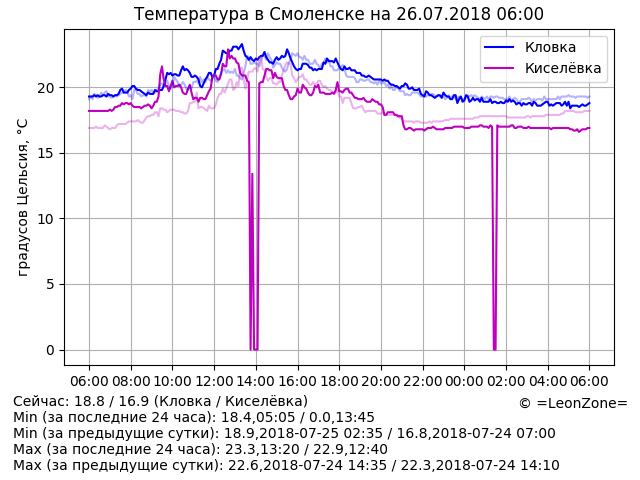 Температура в Смоленске на 26.07.2018 06:00
Кловка
Киселёвка
градусов Цельсия, °C
20
15
10
5
0
06:00 08:00 10:00 12:00 14:00 16:00 18:00 20:00 22:00 00:00 02:00 04:00 06:00
Сейчас: 18.8 / 16.9 (Кловка / Киселёвка)
© =LeonZone=
Min (за последние 24 часа): 18.4,05:05 / 0.0,13:45
Min (за предыдущие сутки): 18.9,2018-07-25 02:35 / 16.8,2018-07-24 07:00
Max (за последние 24 часа): 23.3,13:20 / 22.9,12:40
Max (за предыдущие сутки): 22.6,2018-07-24 14:35 / 22.3,2018-07-24 14:10